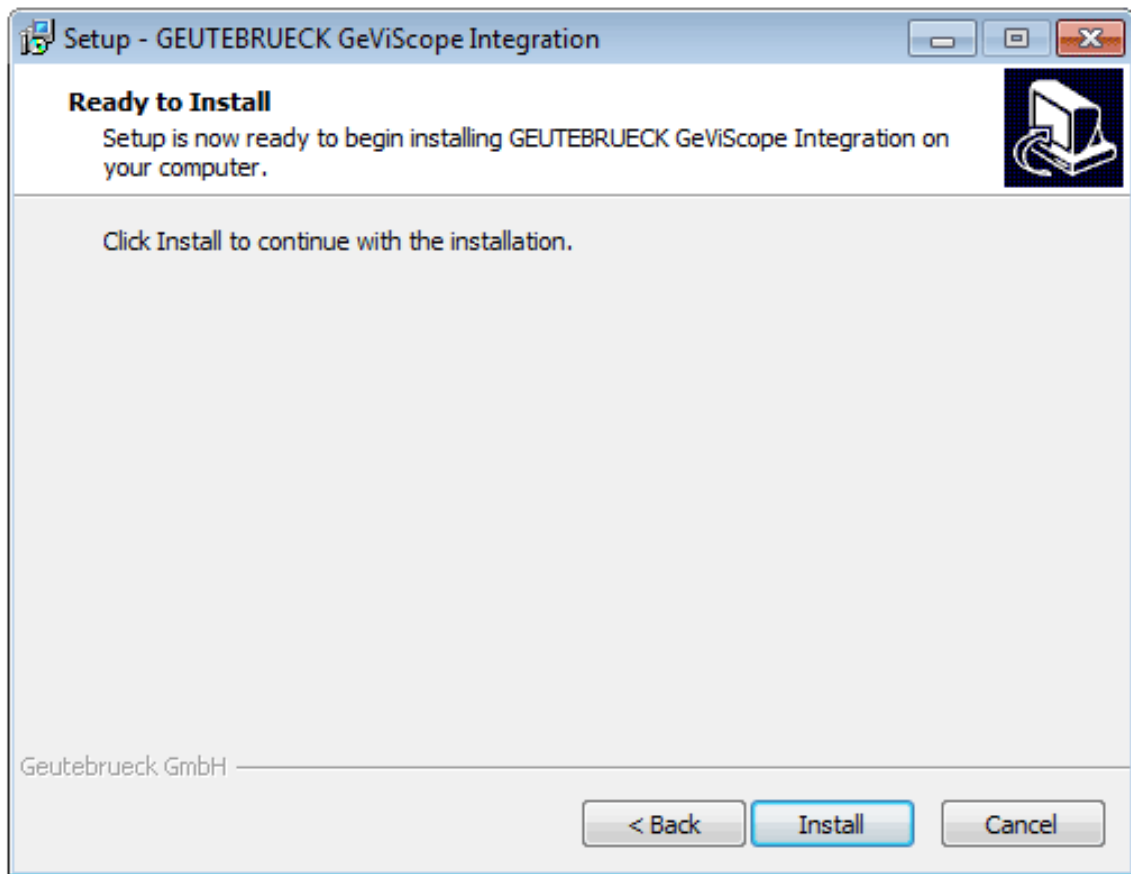 Setup - GEUTEBRUECK GeViScope Integration
Ready to Install
Setup is now ready to begin installing GEUTEBRUECK GeViScope Integration on
your computer.
Click Install to continue with the installation.
Geutebrueck GmbH
< Back
Install
Cancel